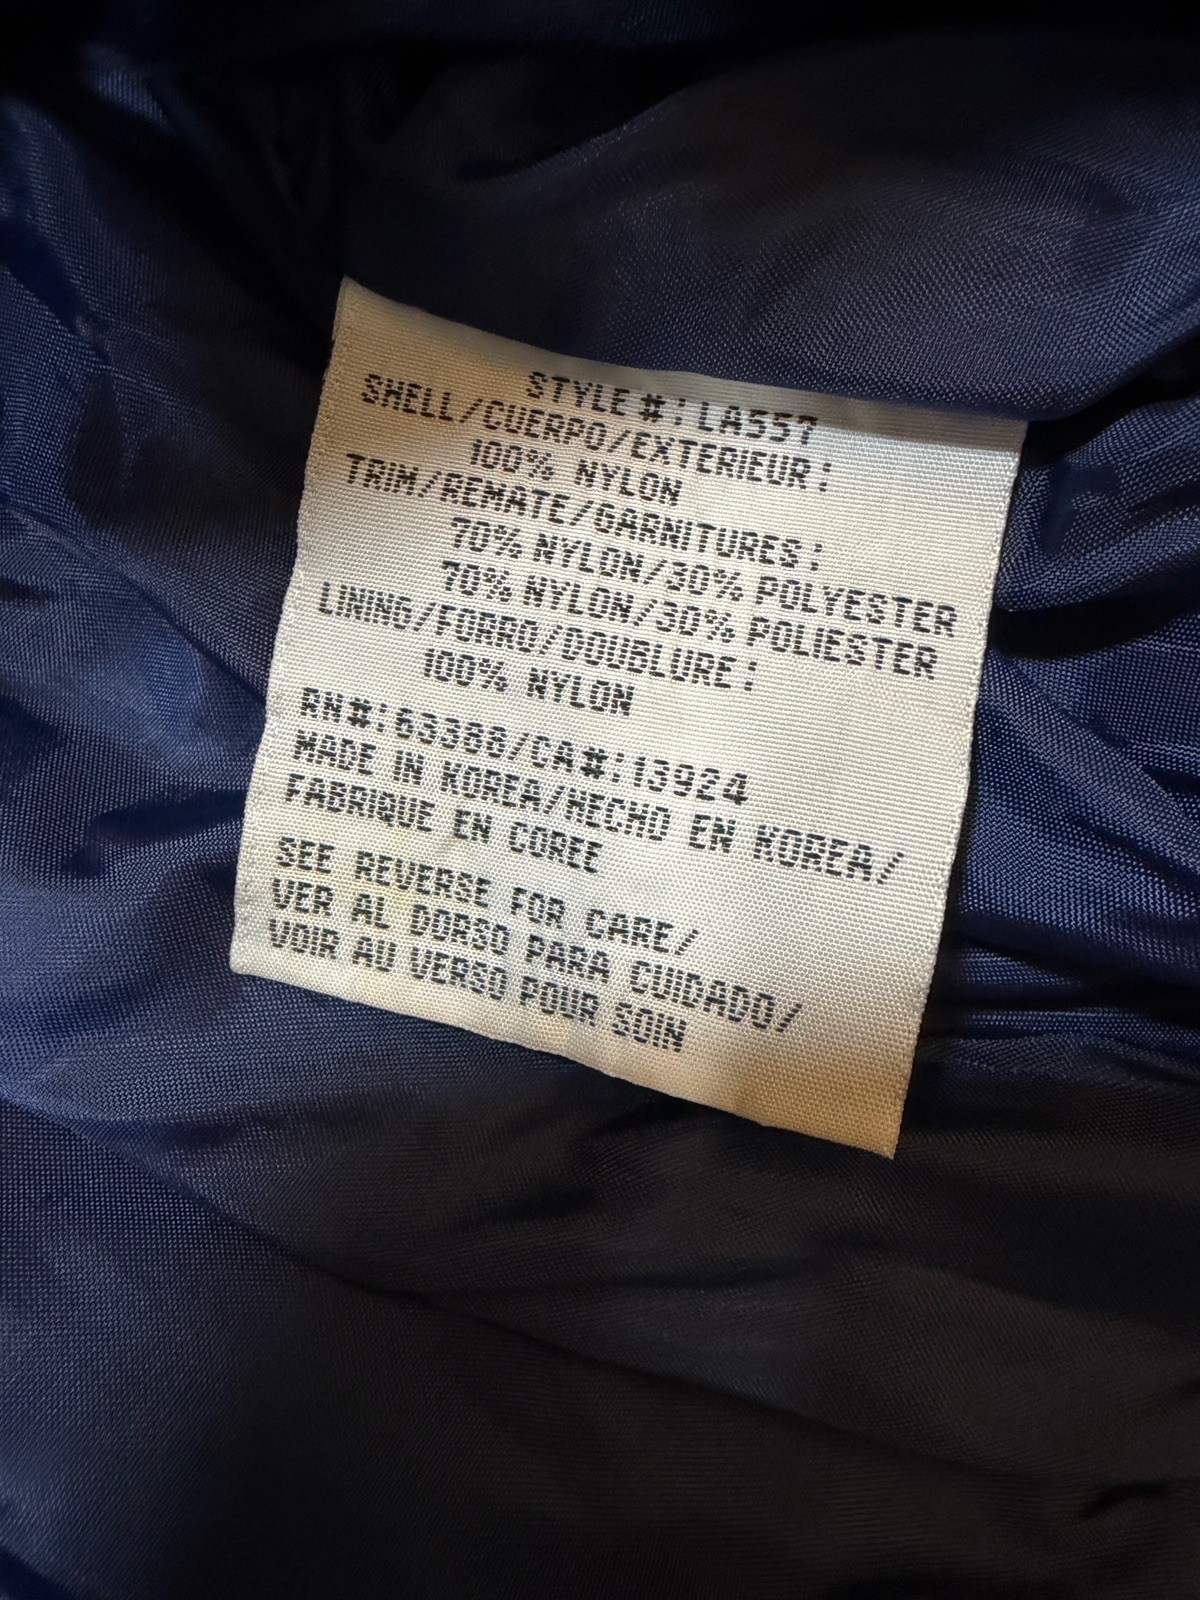 STYLE#:LA557
SHELL/CUERPO/EXTERIEUR:
100% NYLON
TRIM/REMATE/GARNITURES:
70% NYLON/30% POLYESTER
70% NYLON/30% POLIESTER
LINING/FORRO/DOUBLURE:
100% NYLON
RN#:63388/CA#:13924
MADE IN KOREA/HECHO EN KOREA/
FABRIQUE EN COREE
SEE REVERSE FOR CARE/
VER AL DORSO PARA CUIDADO/
VOIR AU VERSO POUR SOIN